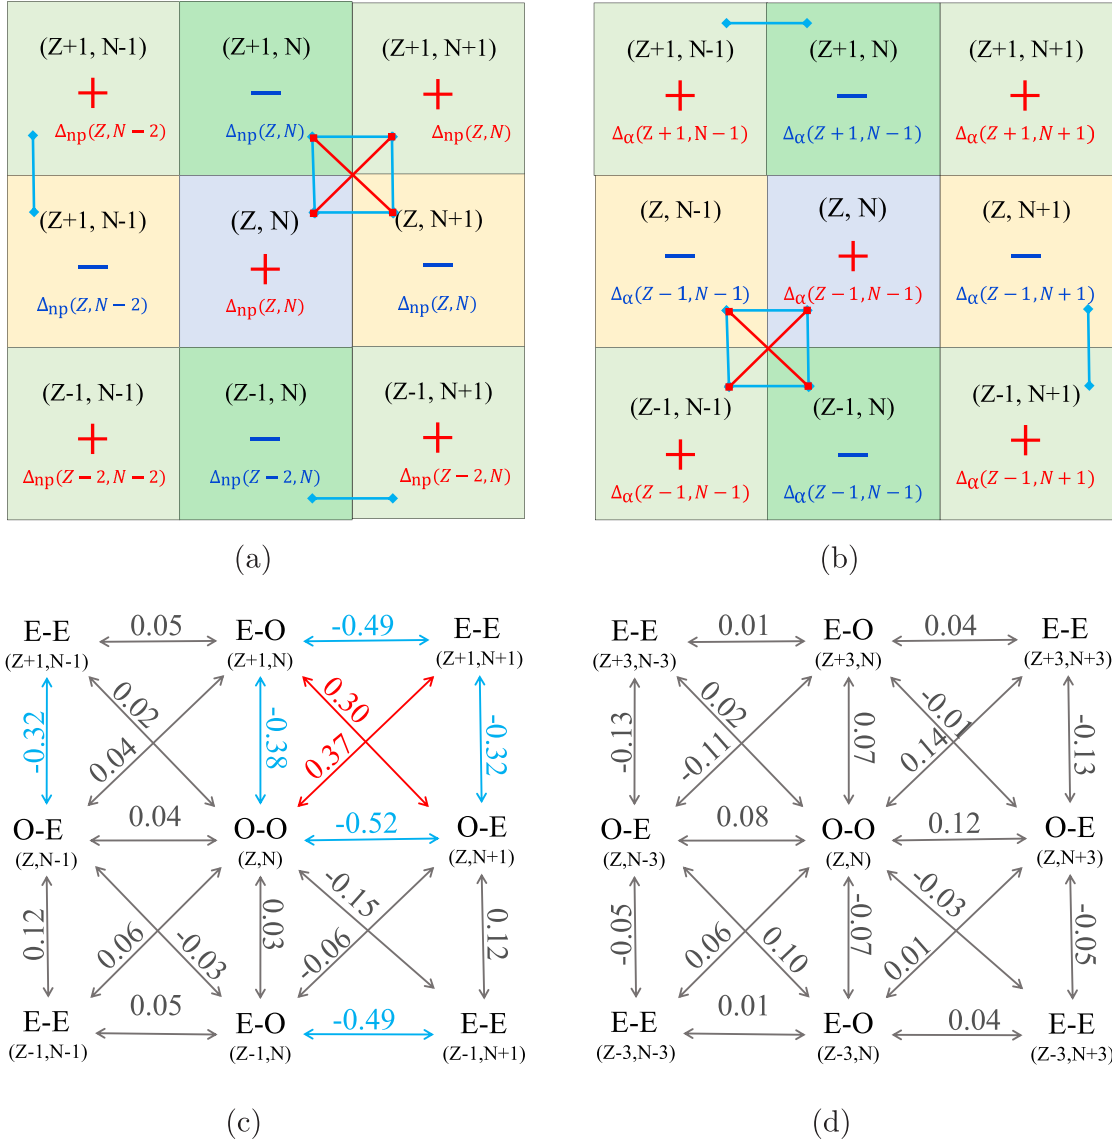 (Z+1, N-1) (Z+1, N) (Z+1, N+1)
+ − +
Δnp(Z, N−2) Δnp(Z, N) Δnp(Z, N)
(Z+1, N-1) (Z, N) (Z, N+1)
− + −
Δnp(Z, N−2) Δnp(Z, N) Δnp(Z, N)
(Z-1, N-1) (Z-1, N) (Z-1, N+1)
+ − +
Δnp(Z−2, N−2) Δnp(Z−2, N) Δnp(Z−2, N)
(a)
(Z+1, N-1) (Z+1, N) (Z+1, N+1)
+ − +
Δα(Z+1, N−1) Δα(Z+1, N−1) Δα(Z+1, N+1)
(Z, N-1) (Z, N) (Z, N+1)
− + −
Δα(Z−1, N−1) Δα(Z−1, N−1) Δα(Z−1, N+1)
(Z-1, N-1) (Z-1, N) (Z-1, N+1)
+ − +
Δα(Z−1, N−1) Δα(Z−1, N−1) Δα(Z−1, N+1)
(b)
E-E 0.05 E-O -0.49 E-E
(Z+1,N-1) (Z+1,N) (Z+1,N+1)
-0.32 0.02 0.04 -0.38 0.30 0.37 -0.32
O-E 0.04 O-O -0.52 O-E
(Z,N-1) (Z,N) (Z,N+1)
0.12 0.06 -0.03 0.03 -0.15 -0.06 0.12
E-E 0.05 E-O -0.49 E-E
(Z-1,N-1) (Z-1,N) (Z-1,N+1)
(c)
E-E 0.01 E-O 0.04 E-E
(Z+3,N-3) (Z+3,N) (Z+3,N+3)
-0.13 0.02 -0.11 0.07 -0.01 0.14 -0.13
O-E 0.08 O-O 0.12 O-E
(Z,N-3) (Z,N) (Z,N+3)
-0.05 0.06 0.10 -0.07 -0.03 0.01 -0.05
E-E 0.01 E-O 0.04 E-E
(Z-3,N-3) (Z-3,N) (Z-3,N+3)
(d)